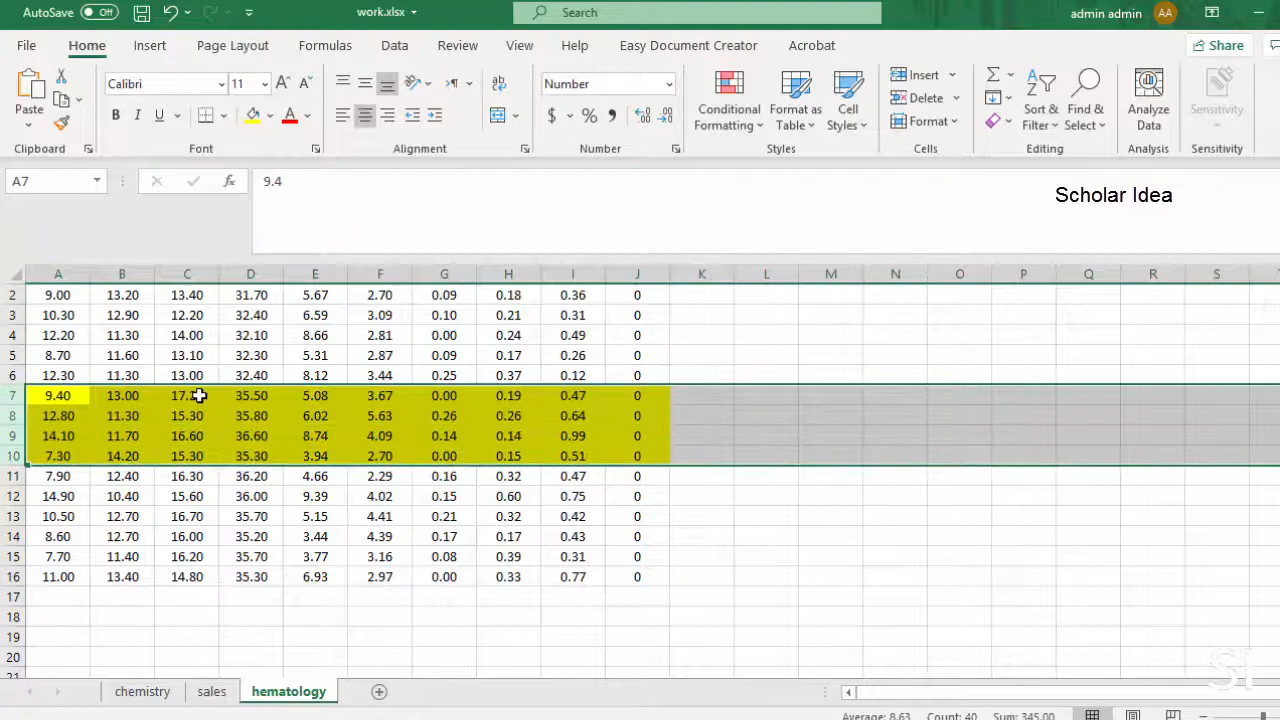 AutoSave Off work.xlsx Search admin admin AA
File Home Insert Page Layout Formulas Data Review View Help Easy Document Creator Acrobat Share
Paste Calibri 11 Number Conditional Formatting Format as Table Cell Styles Insert Delete Format Sort & Filter Find & Select Analyze Data Sensitivity
B I U $ %
Clipboard Font Alignment Number Styles Cells Editing Analysis Sensitivity
A7 fx 9.4
Scholar Idea
A B C D E F G H I J K L M N O P Q R S
2 9.00 13.20 13.40 31.70 5.67 2.70 0.09 0.18 0.36 0
3 10.30 12.90 12.20 32.40 6.59 3.09 0.10 0.21 0.31 0
4 12.20 11.30 14.00 32.10 8.66 2.81 0.00 0.24 0.49 0
5 8.70 11.60 13.10 32.30 5.31 2.87 0.09 0.17 0.26 0
6 12.30 11.30 13.00 32.40 8.12 3.44 0.25 0.37 0.12 0
7 9.40 13.00 35.50 5.08 3.67 0.00 0.19 0.47 0
8 12.80 11.30 15.30 35.80 6.02 5.63 0.26 0.26 0.64 0
9 14.10 11.70 16.60 36.60 8.74 4.09 0.14 0.14 0.99 0
10 7.30 14.20 15.30 35.30 3.94 2.70 0.00 0.15 0.51 0
11 7.90 12.40 16.30 36.20 4.66 2.29 0.16 0.32 0.47 0
12 14.90 10.40 15.60 36.00 9.39 4.02 0.15 0.60 0.75 0
13 10.50 12.70 16.70 35.70 5.15 4.41 0.21 0.32 0.42 0
14 8.60 12.70 16.00 35.20 3.44 4.39 0.17 0.17 0.43 0
15 7.70 11.40 16.20 35.70 3.77 3.16 0.08 0.39 0.31 0
16 11.00 13.40 14.80 35.30 6.93 2.97 0.00 0.33 0.77 0
17
18
19
20
21
chemistry sales hematology
Average: 8.63 Count: 40 Sum: 345.00
SI